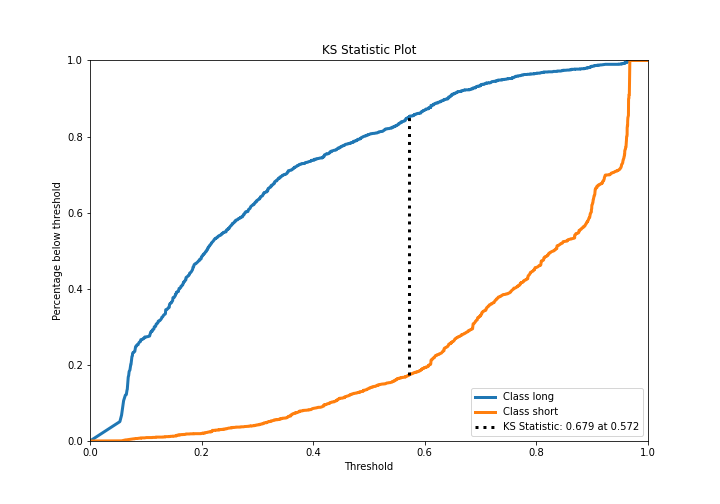 KS Statistic Plot
1.0
0.8
0.6
0.4
0.2
0.0
Percentage below threshold
Class long
Class short
KS Statistic: 0.679 at 0.572
0.0 0.2 0.4 0.6 0.8 1.0
Threshold